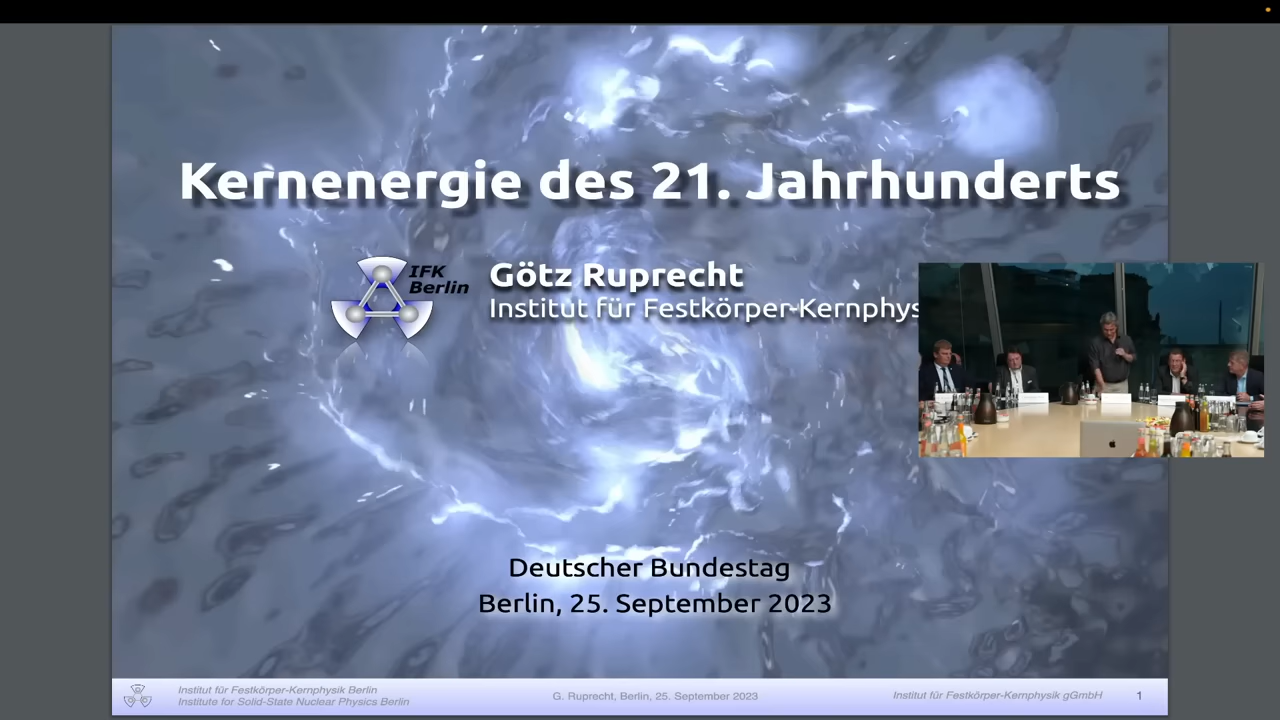 Kernenergie des 21. Jahrhunderts
IFK
Berlin
Götz Ruprecht
Institut für Festkörper-Kernphys
Deutscher Bundestag
Berlin, 25. September 2023
Institut für Festkörper-Kernphysik Berlin
Institute for Solid-State Nuclear Physics Berlin
G. Ruprecht, Berlin, 25. September 2023
Institut für Festkörper-Kernphysik gGmbH
1